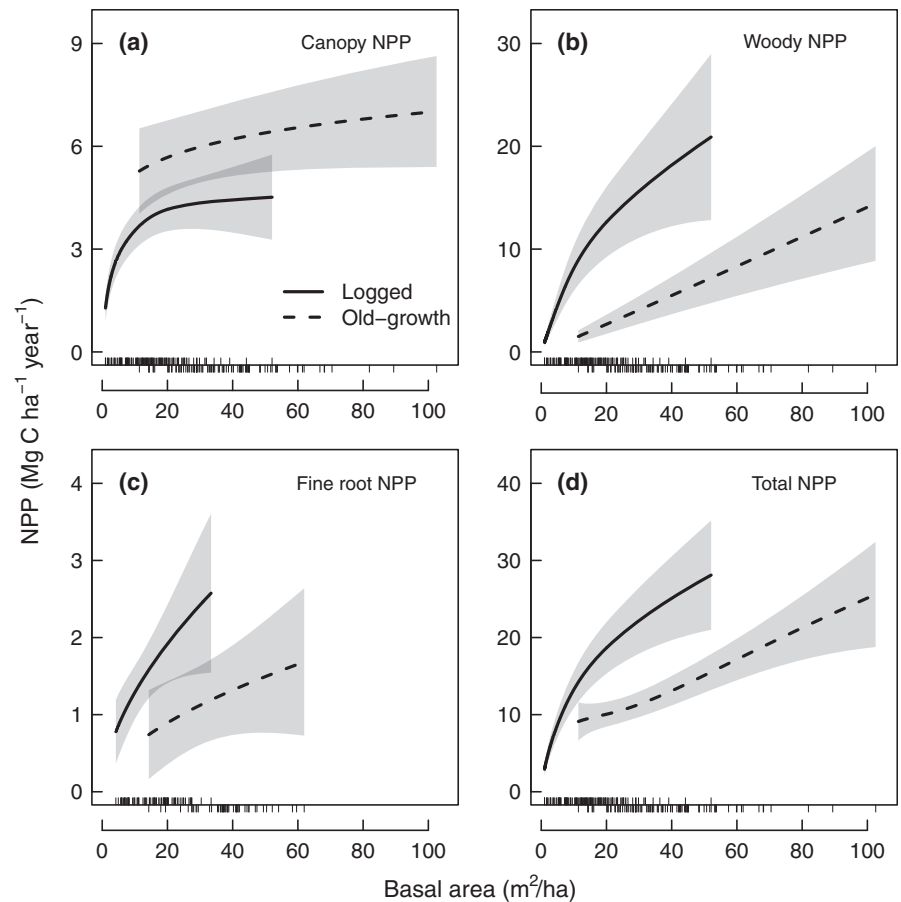 (a) Canopy NPP
9
6
3
0
Logged
Old−growth
0 20 40 60 80 100
(b) Woody NPP
30
20
10
0
0 20 40 60 80 100
NPP (Mg C ha⁻¹ year⁻¹)
(c) Fine root NPP
4
3
2
1
0
0 20 40 60 80 100
(d) Total NPP
40
30
20
10
0
0 20 40 60 80 100
Basal area (m²/ha)